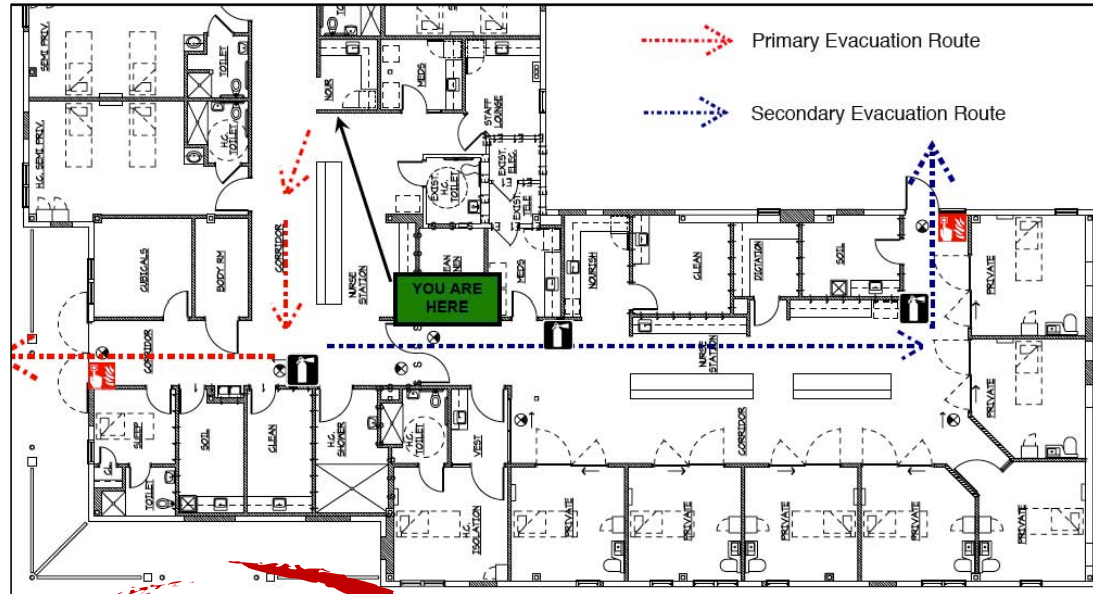 TOILET
SEMI PRIV.
TOILET
NOUR
MEDS
STAFF
LOUNGE
Primary Evacuation Route
Secondary Evacuation Route
H.C. SEMI PRIV.
H.C.
TOILET
EXIST.
H.C.
TOILET
EXIST.
ELEC.
EXIST.
TELE
CUBICALS
BODY RM
CORRIDOR
NURSE
STATION
YOU ARE
HERE
MEDS
NOURISH
CLEAN
DICTATION
SOIL
PRIVATE
CORRIDOR
S
S
S
NURSE
STATION
PRIVATE
SLEEP
CL.
TOILET
SOIL
CLEAN
H.C.
SHOWER
H.C.
TOILET
VEST
CORRIDOR
H.C.
ISOLATION
PRIVATE
PRIVATE
PRIVATE
PRIVATE
PRIVATE